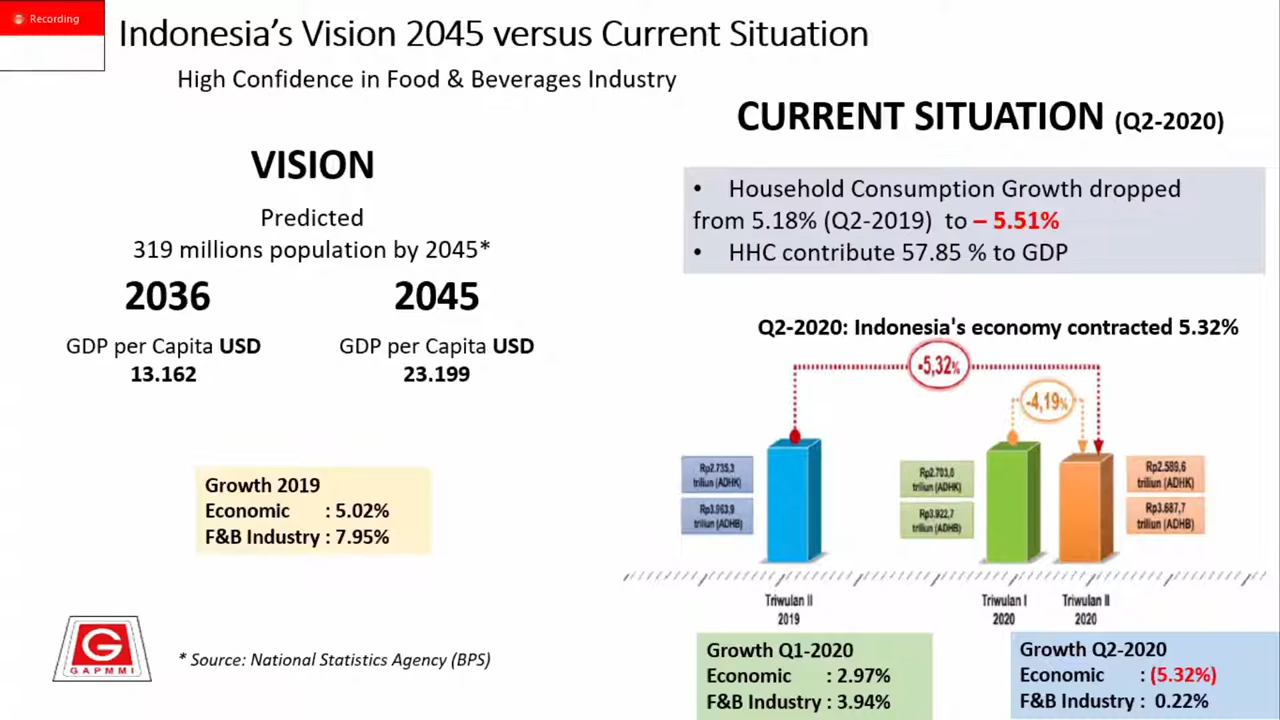 Recording
Indonesia's Vision 2045 versus Current Situation
High Confidence in Food & Beverages Industry
VISION
Predicted
319 millions population by 2045*
2036
GDP per Capita USD
13.162
2045
GDP per Capita USD
23.199
Growth 2019
Economic : 5.02%
F&B Industry : 7.95%
G
GAPMMI
* Source: National Statistics Agency (BPS)
CURRENT SITUATION (Q2-2020)
• Household Consumption Growth dropped
from 5.18% (Q2-2019) to – 5.51%
• HHC contribute 57.85 % to GDP
Q2-2020: Indonesia's economy contracted 5.32%
-5,32%
-4,19%
Rp2.735,3
triliun (ADHK)
Rp3.963,9
triliun (ADHB)
Rp2.703,0
triliun (ADHK)
Rp3.922,7
triliun (ADHB)
Rp2.589,6
triliun (ADHK)
Rp3.687,7
triliun (ADHB)
Triwulan II
2019
Triwulan I
2020
Triwulan II
2020
Growth Q1-2020
Economic : 2.97%
F&B Industry : 3.94%
Growth Q2-2020
Economic : (5.32%)
F&B Industry : 0.22%